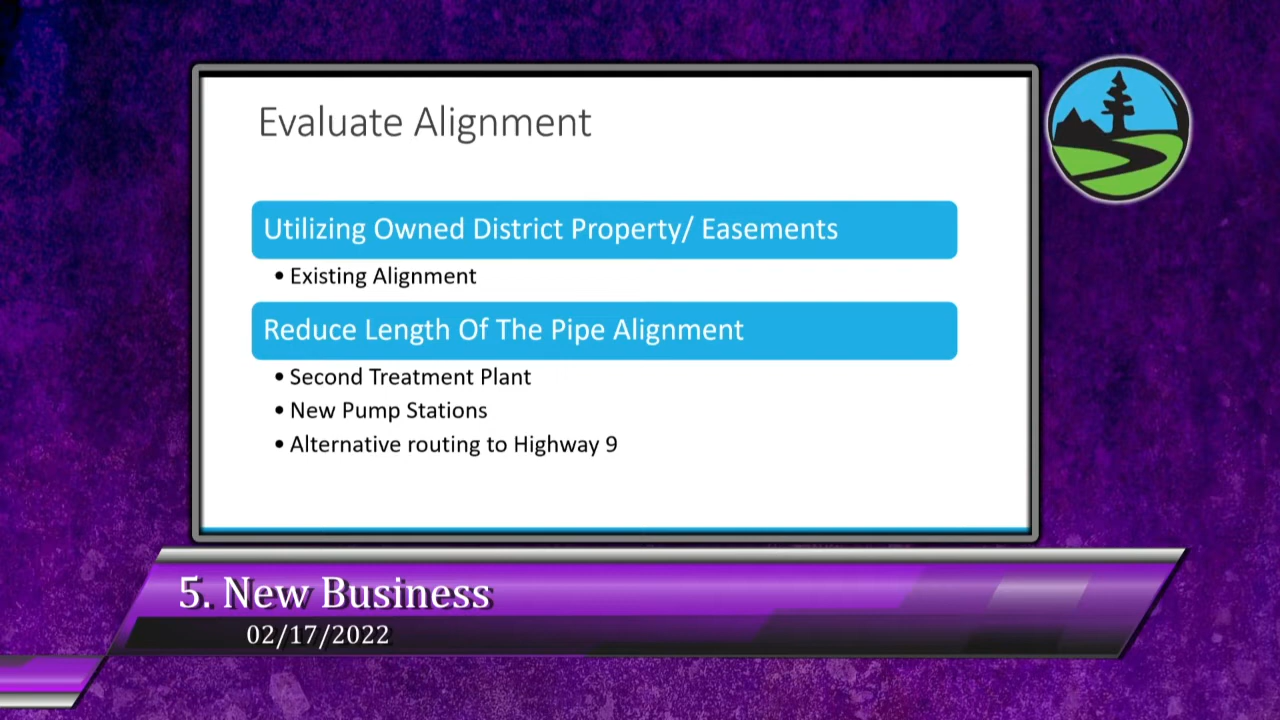 Evaluate Alignment
Utilizing Owned District Property/ Easements
• Existing Alignment
Reduce Length Of The Pipe Alignment
• Second Treatment Plant
• New Pump Stations
• Alternative routing to Highway 9
5. New Business
02/17/2022